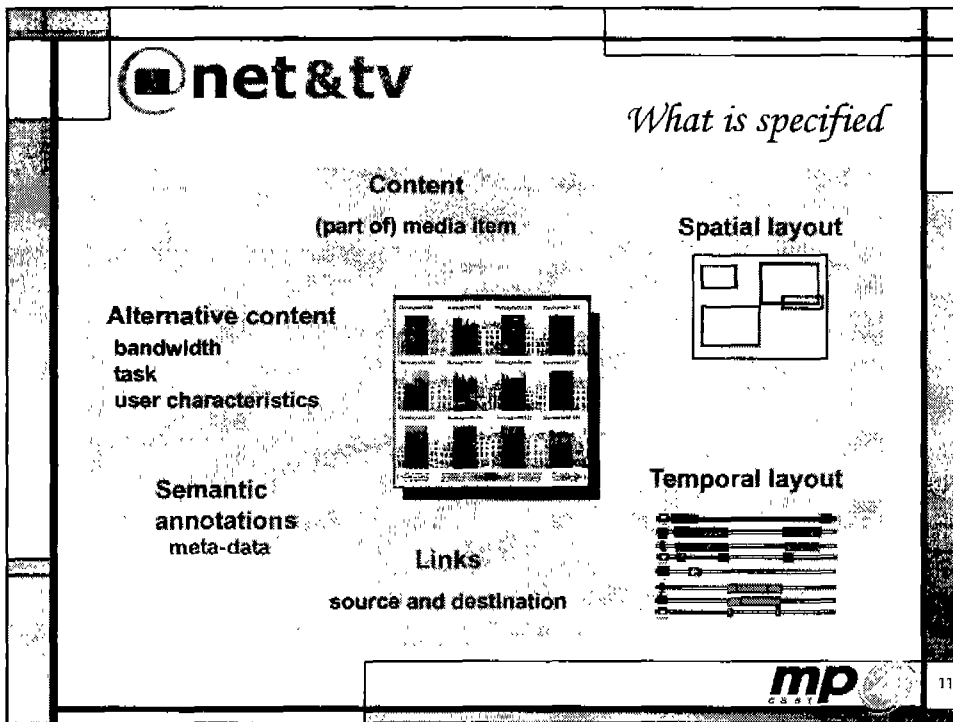 net&tv
What is specified
Content
(part of) media item
Spatial layout
Alternative content
bandwidth
task
user characteristics
Semantic
annotations
meta-data
Temporal layout
Links
source and destination
mp
cast
11